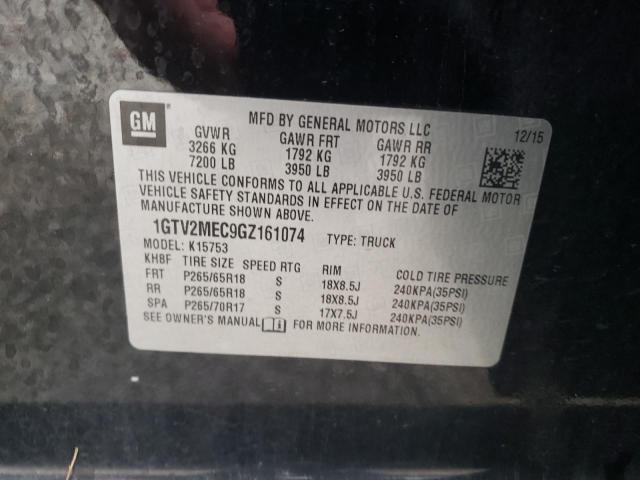 GM
MFD BY GENERAL MOTORS LLC
12/15
GVWR GAWR FRT GAWR RR
3266 KG 1792 KG 1792 KG
7200 LB 3950 LB 3950 LB
THIS VEHICLE CONFORMS TO ALL APPLICABLE U.S. FEDERAL MOTOR
VEHICLE SAFETY STANDARDS IN EFFECT ON THE DATE OF
MANUFACTURE SHOWN ABOVE.
1GTV2MEC9GZ161074 TYPE: TRUCK
MODEL: K15753
KHBF TIRE SIZE SPEED RTG RIM COLD TIRE PRESSURE
FRT P265/65R18 S 18X8.5J 240KPA(35PSI)
RR P265/65R18 S 18X8.5J 240KPA(35PSI)
SPA P265/70R17 S 17X7.5J 240KPA(35PSI)
SEE OWNER'S MANUAL FOR MORE INFORMATION.